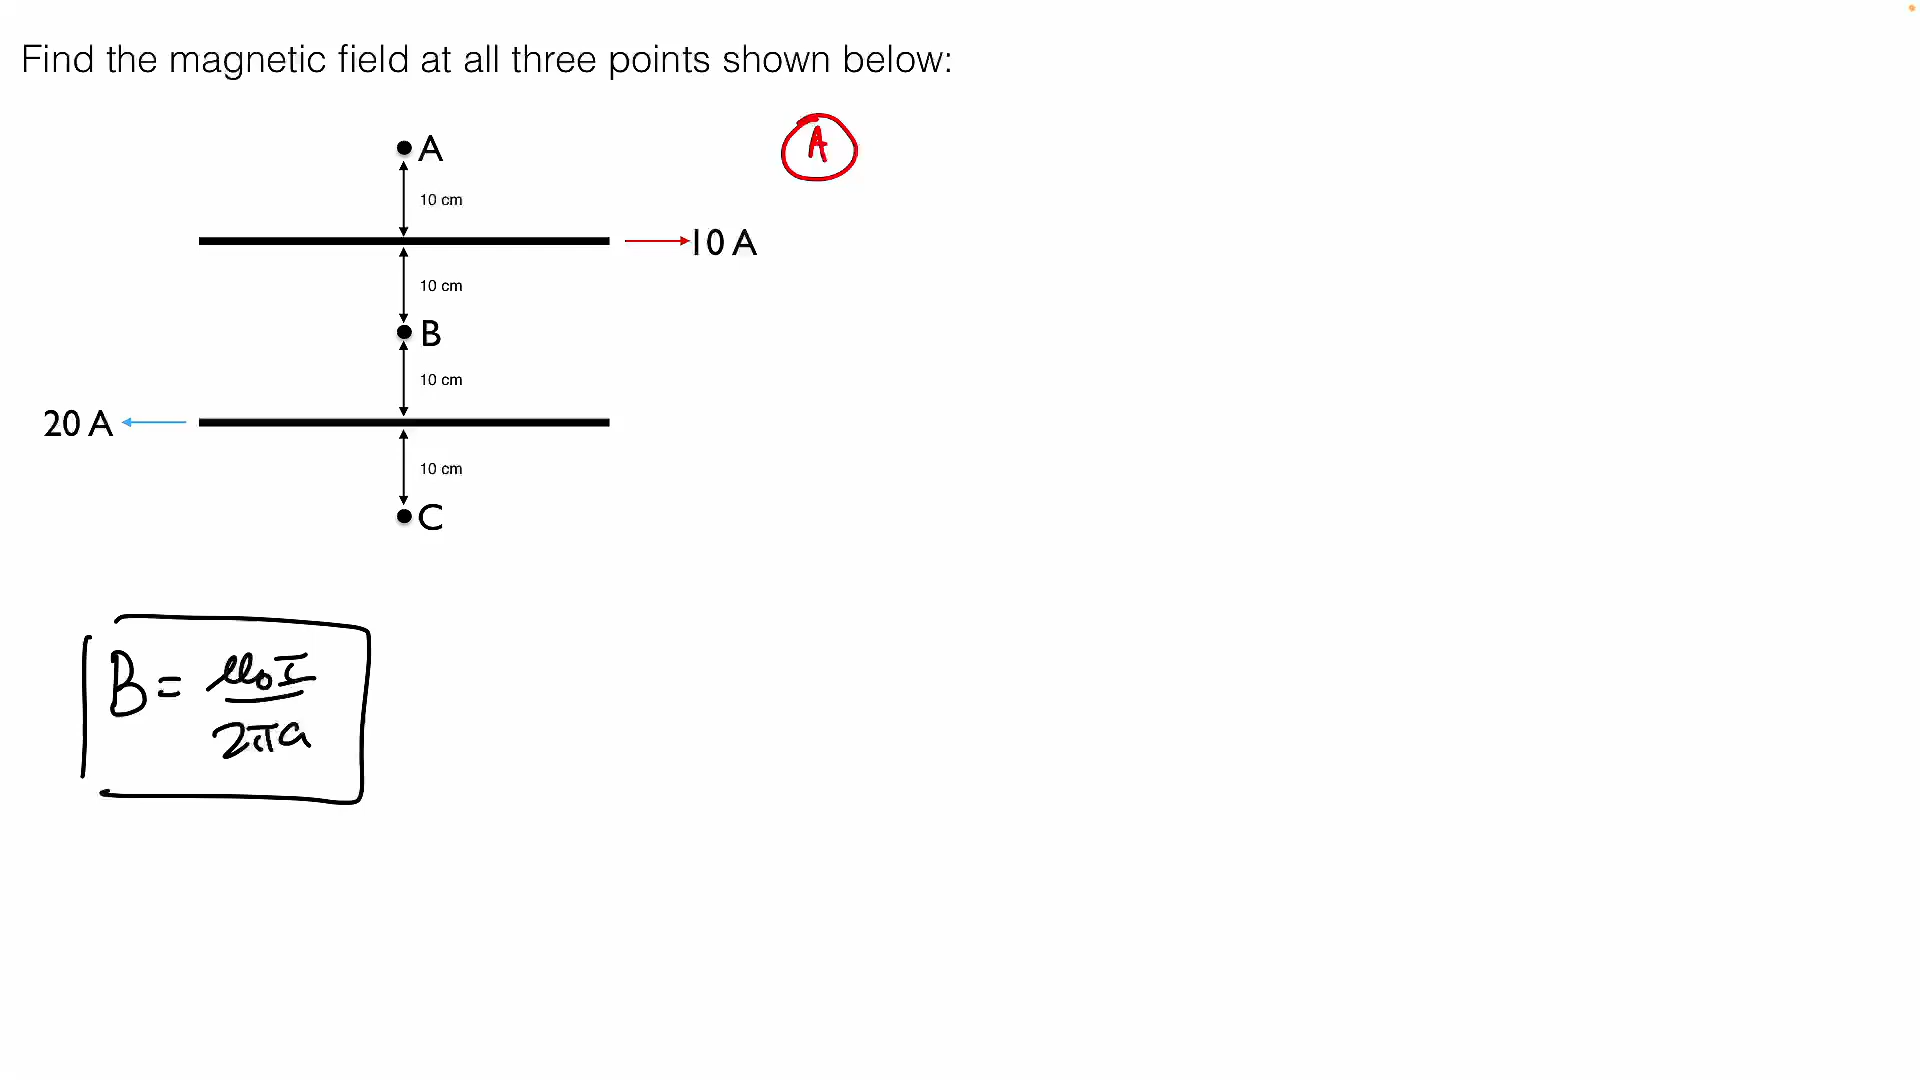 Find the magnetic field at all three points shown below:
A
A
10 cm
10 A
10 cm
B
10 cm
20 A
10 cm
C
B = μ₀I
2πa